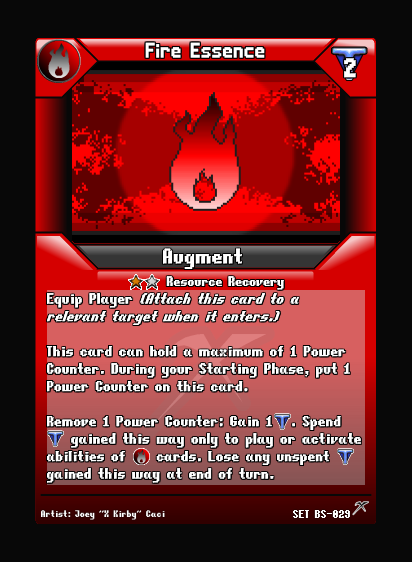 Fire Essence
2
Augment
Resource Recovery
Equip Player (Attach this card to a
relevant target when it enters.)
This card can hold a maximum of 1 Power
Counter. During your Starting Phase, put 1
Power Counter on this card.
Remove 1 Power Counter: Gain 1. Spend
gained this way only to play or activate
abilities of cards. Lose any unspent
gained this way at end of turn.
Artist: Joey "X Kirby" Caci
SET BS-029